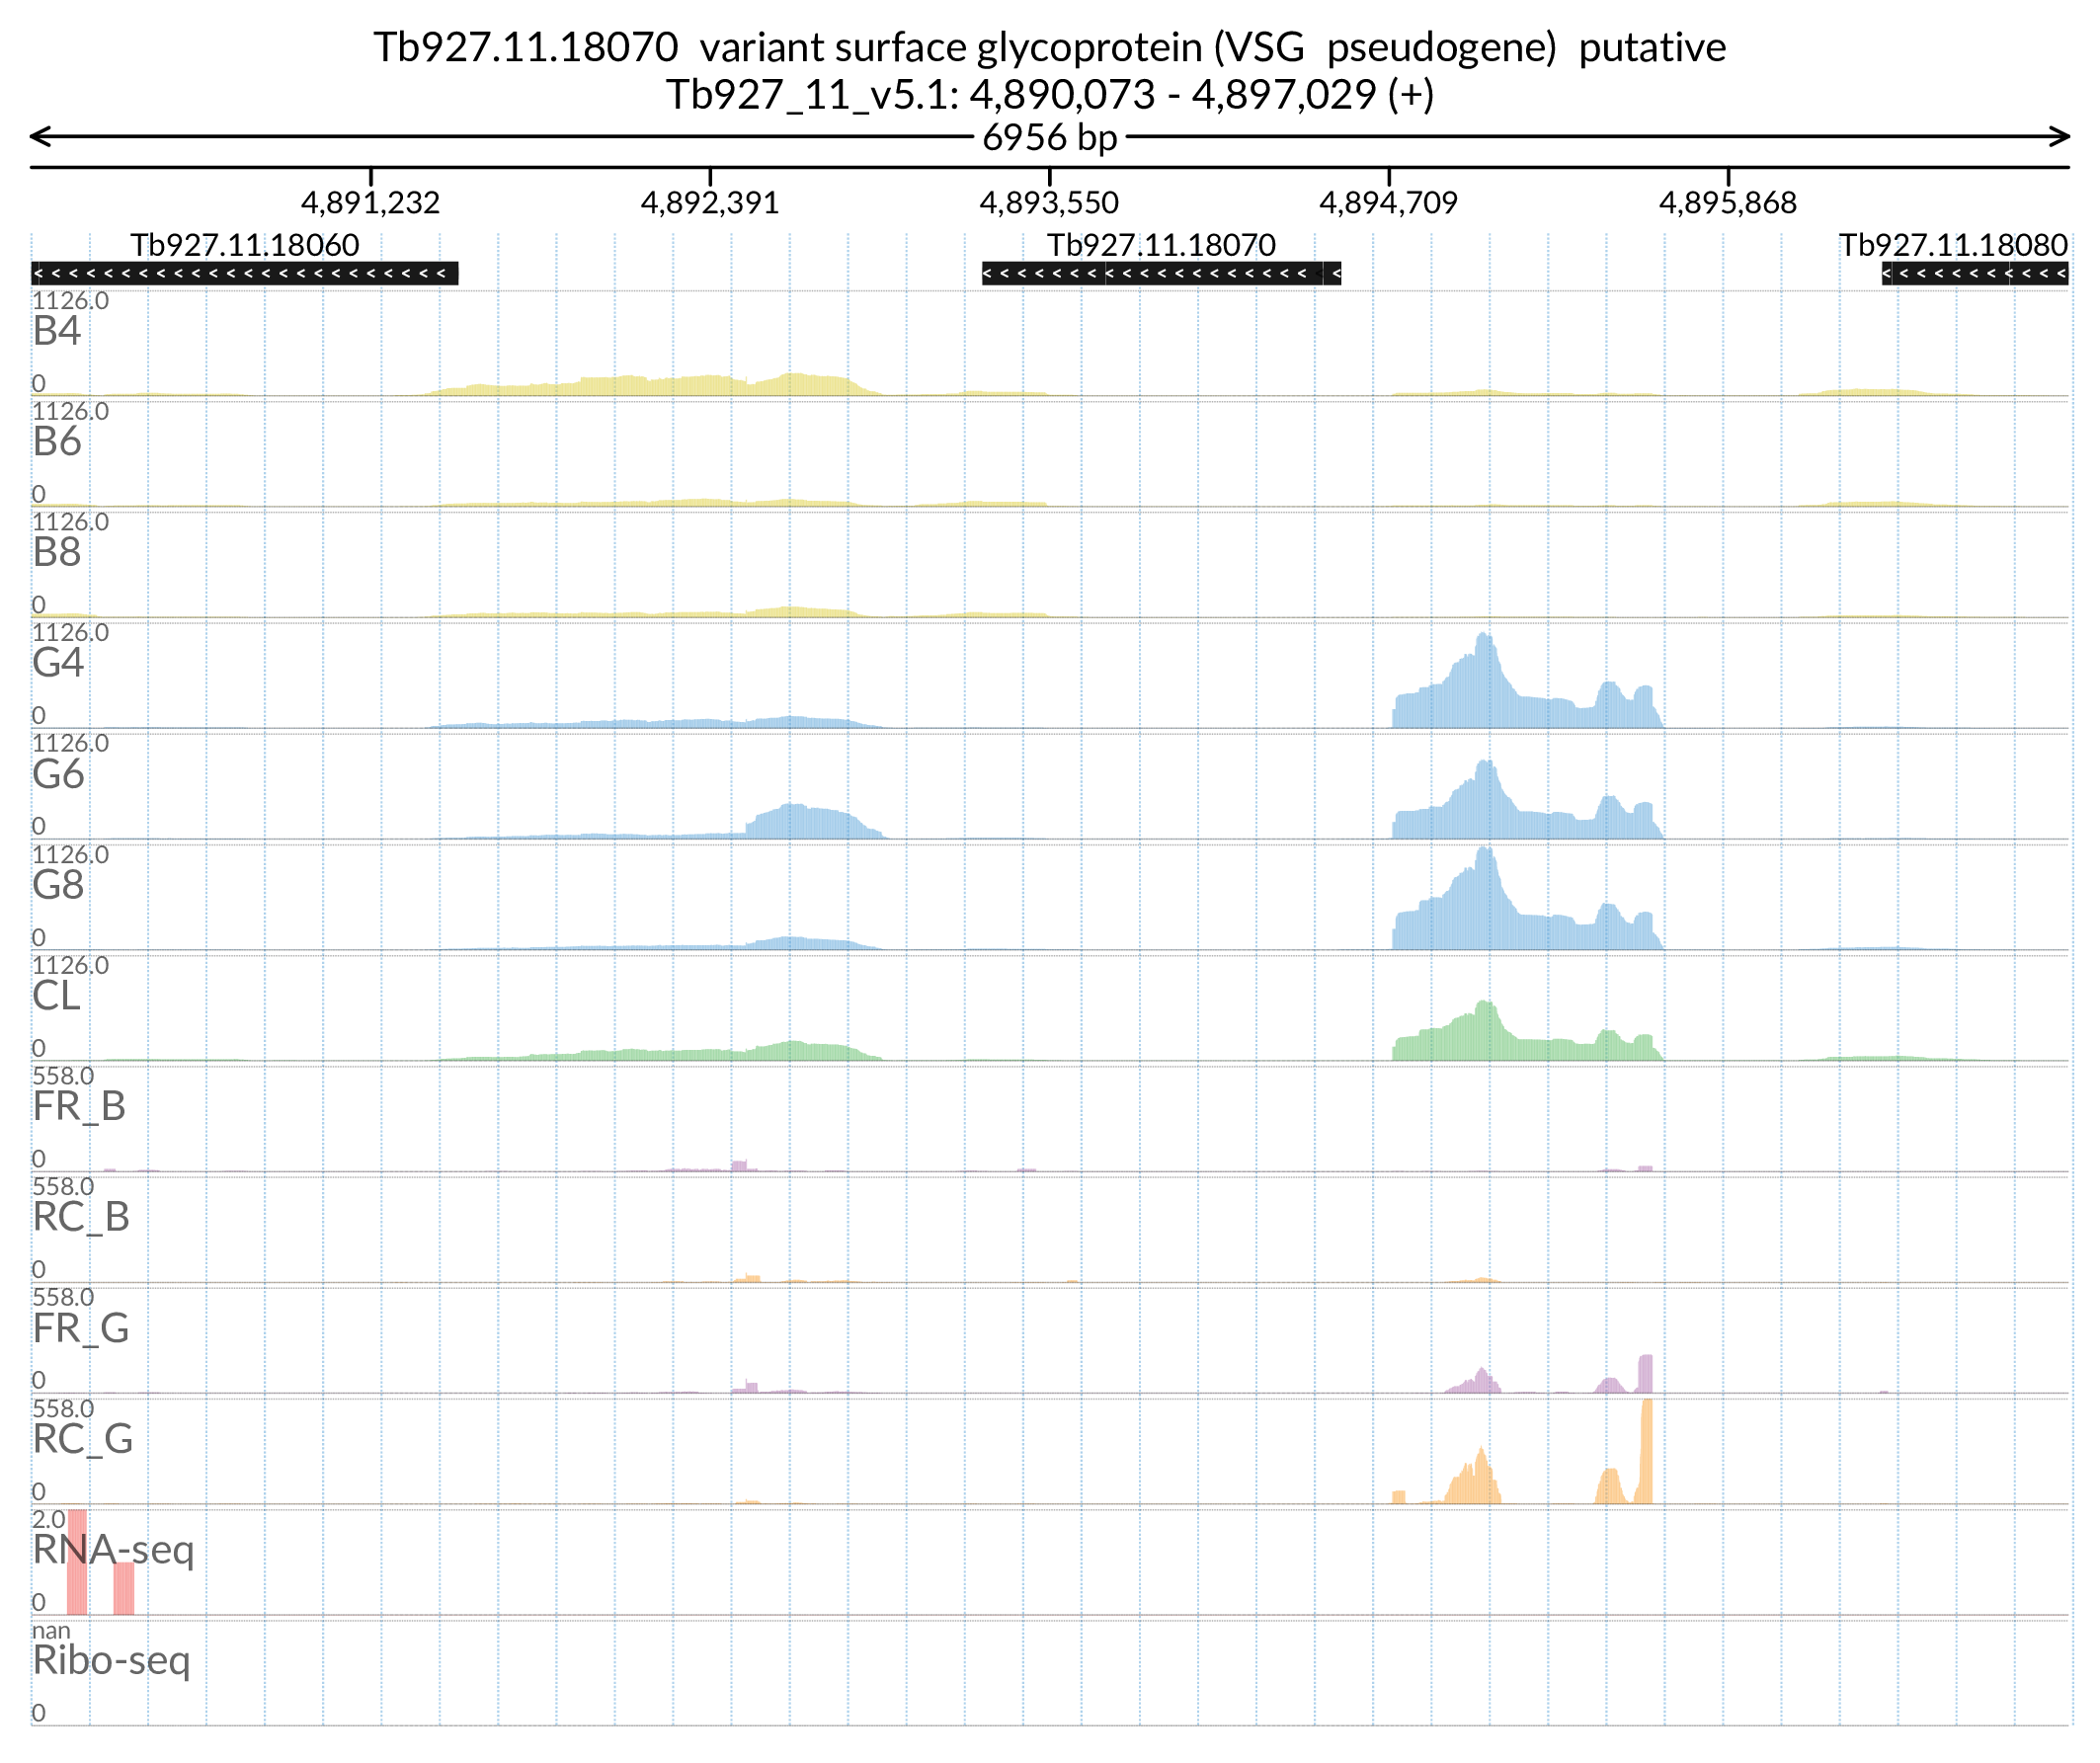 Tb927.11.18070 variant surface glycoprotein (VSG pseudogene) putative
Tb927_11_v5.1: 4,890,073 - 4,897,029 (+)
6956 bp
4,891,232 4,892,391 4,893,550 4,894,709 4,895,868
Tb927.11.18060 Tb927.11.18070 Tb927.11.18080
1126.0
B4
0
1126.0
B6
0
1126.0
B8
0
1126.0
G4
0
1126.0
G6
0
1126.0
G8
0
1126.0
CL
0
558.0
FR_B
0
558.0
RC_B
0
558.0
FR_G
0
558.0
RC_G
0
2.0
RNA-seq
0
nan
Ribo-seq
0